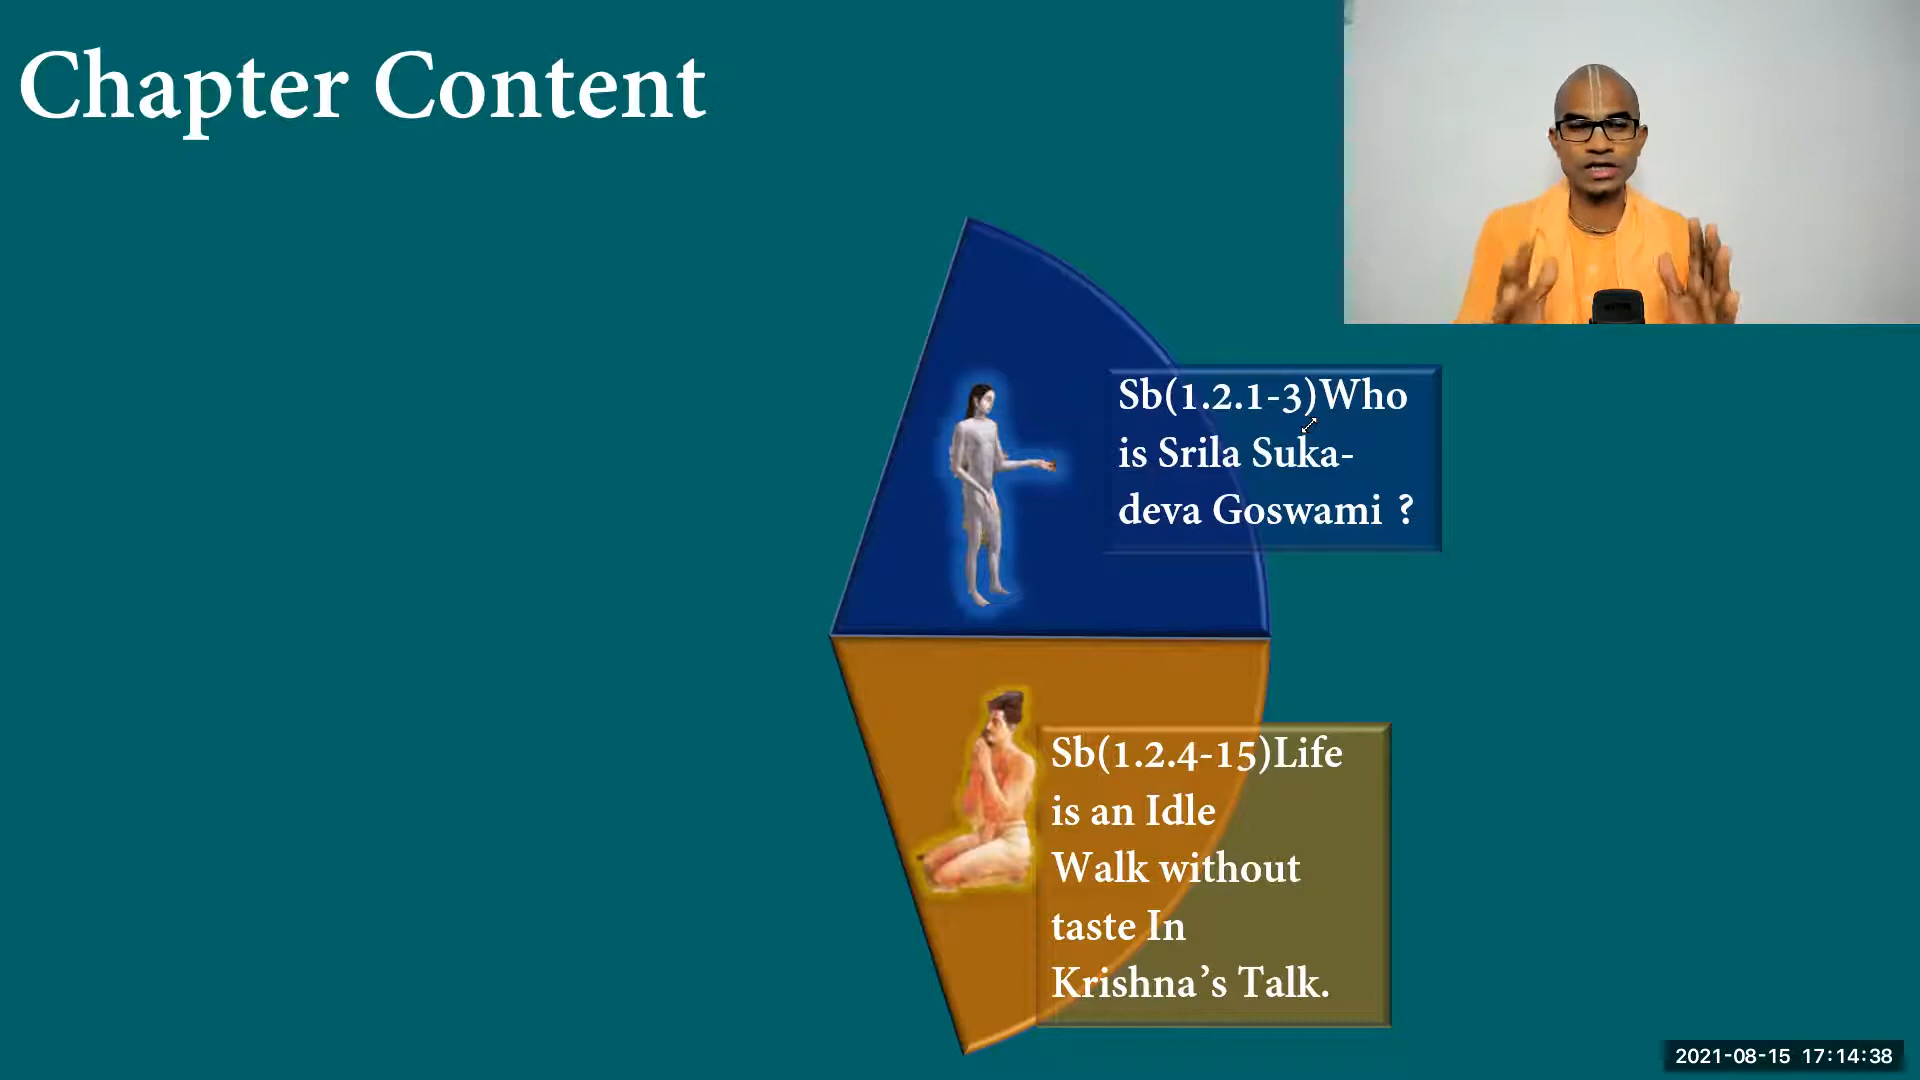 Chapter Content
Sb(1.2.1-3)Who
is Srila Suka-
deva Goswami ?
Sb(1.2.4-15)Life
is an Idle
Walk without
taste In
Krishna’s Talk.
2021-08-15 17:14:38